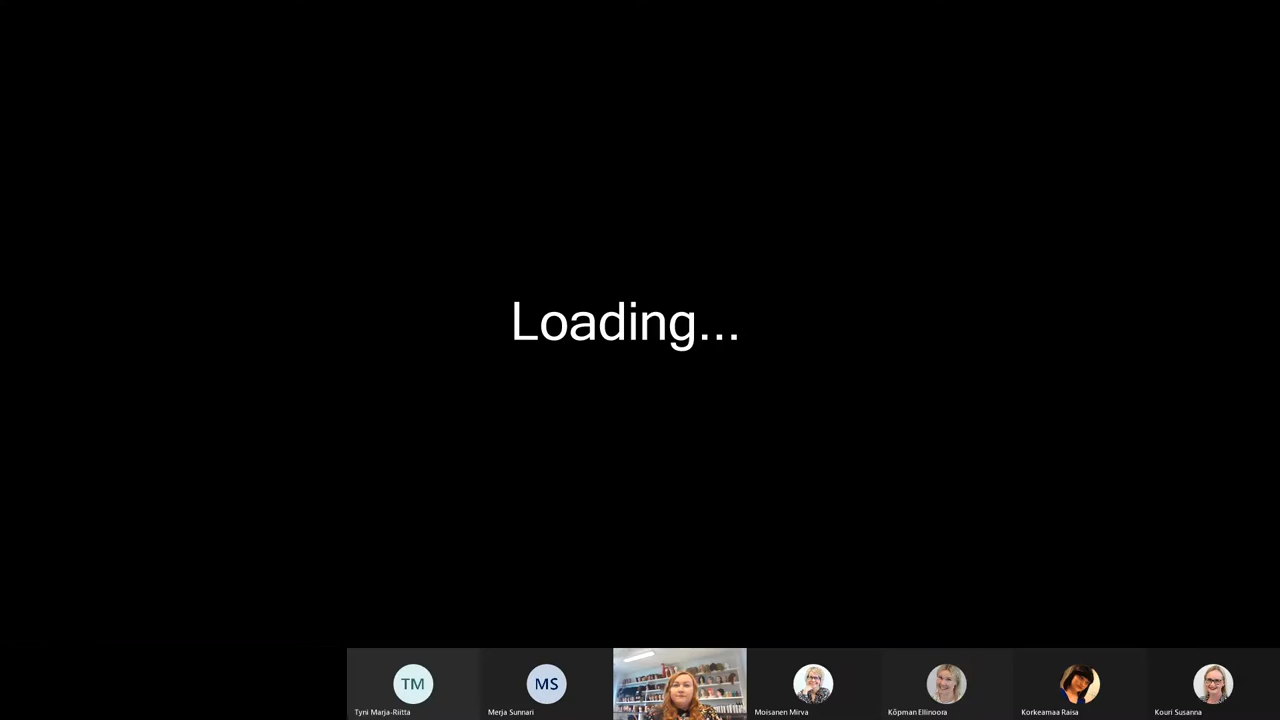 Loading...
TM
MS
Tyni Marja-Riitta
Merja Sunnari
Moisanen Mirva
Köpman Ellinoora
Korkeamaa Raisa
Kouri Susanna